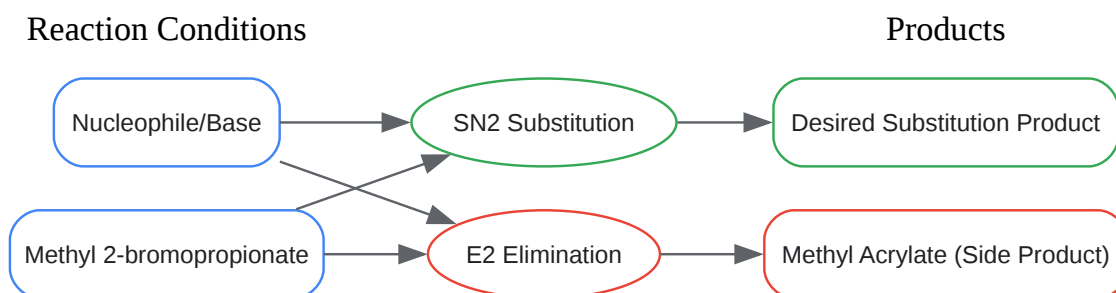 Reaction Conditions
Products
Nucleophile/Base
SN2 Substitution
Desired Substitution Product
Methyl 2-bromopropionate
E2 Elimination
Methyl Acrylate (Side Product)